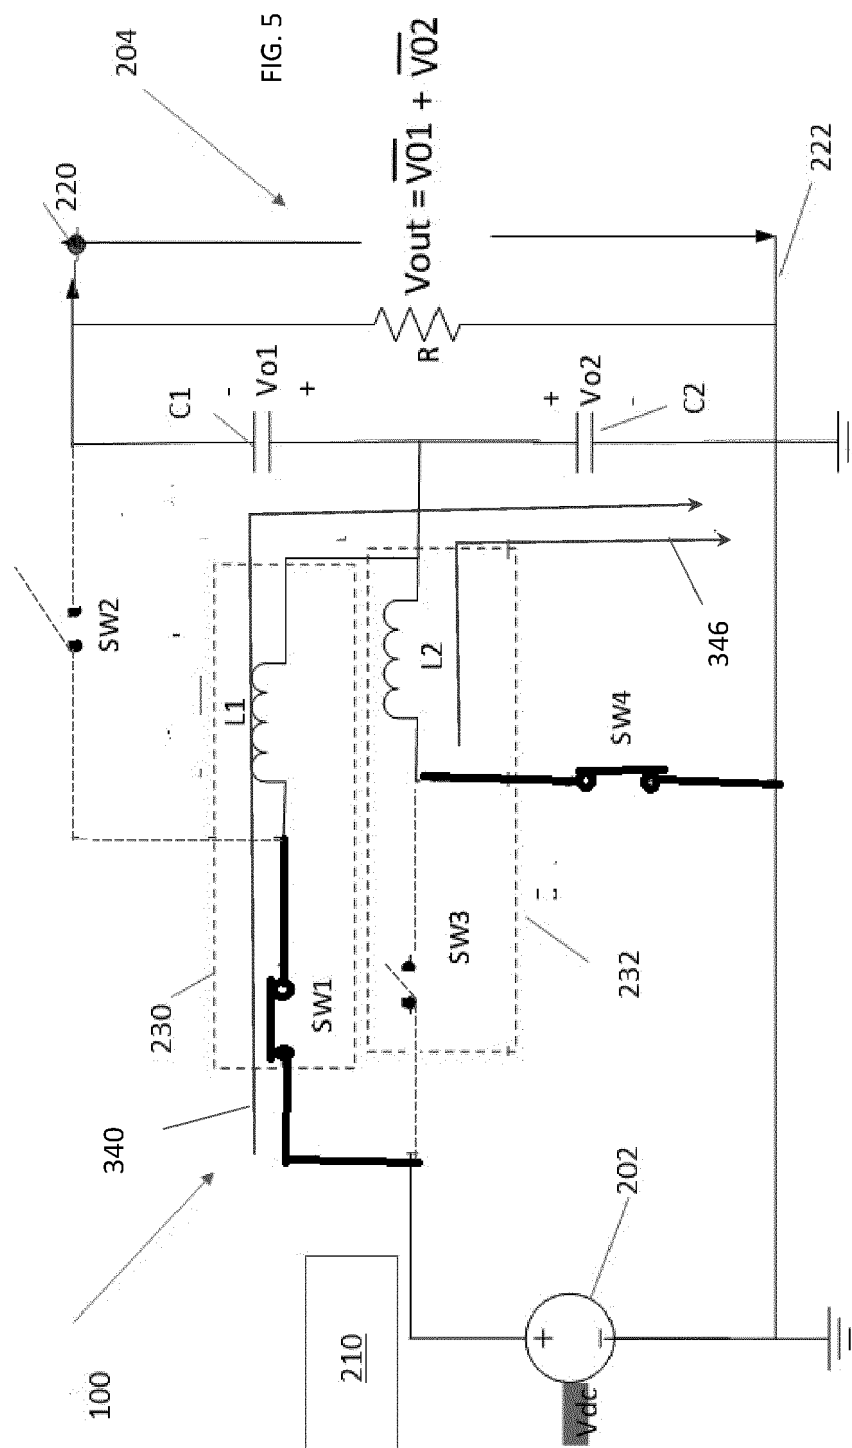 FIG. 5
204
220
Vout = V01 + V02
222
R
C1
-
Vo1
+
+
Vo2
-
C2
SW2
L1
L2
346
SW4
230
SW1
SW3
232
340
100
210
202
+
-
Vdc